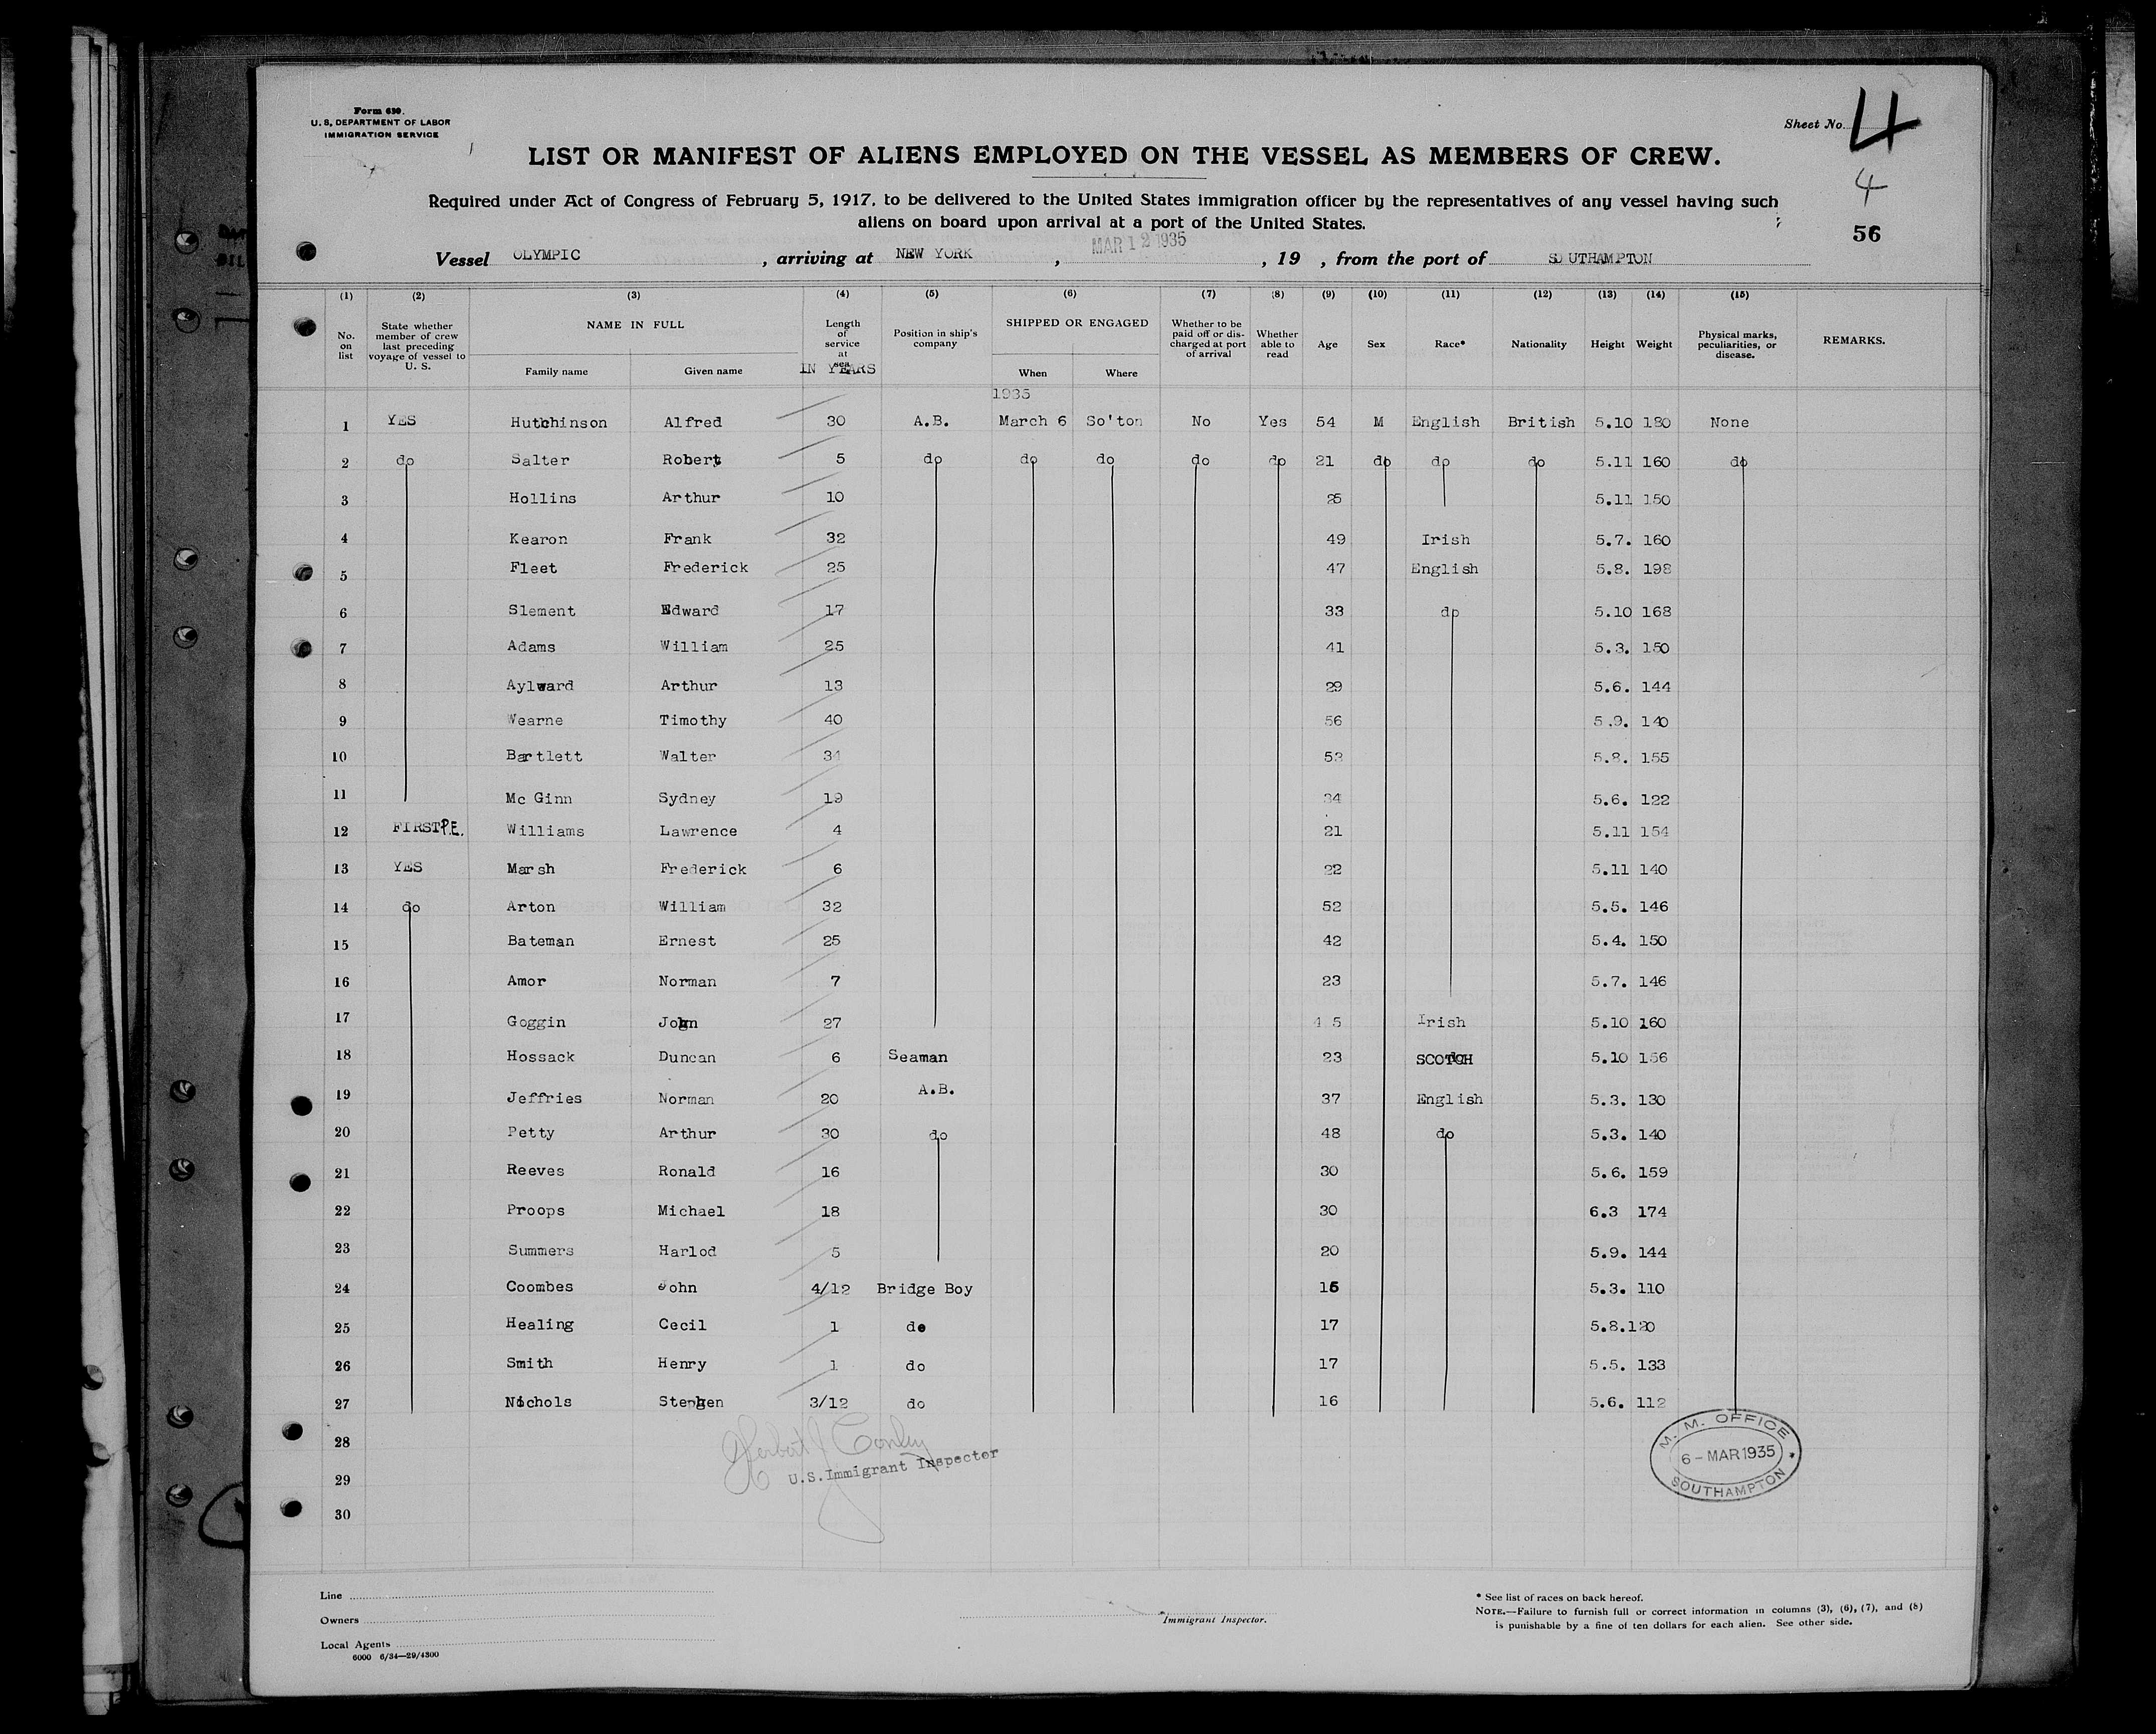 Form 630.
U. S. DEPARTMENT OF LABOR
IMMIGRATION SERVICE
Sheet No. 4
LIST OR MANIFEST OF ALIENS EMPLOYED ON THE VESSEL AS MEMBERS OF CREW.
4
Required under Act of Congress of February 5, 1917, to be delivered to the United States immigration officer by the representatives of any vessel having such
aliens on board upon arrival at a port of the United States.
56
Vessel OLYMPIC , arriving at NEW YORK , MAR 12 1935 , 19 , from the port of SOUTHAMPTON
(1) (2) (3) (4) (5) (6) (7) (8) (9) (10) (11) (12) (13) (14) (15)
No. on list State whether member of crew last preceding voyage of vessel to U. S. NAME IN FULL Family name Given name Length of service at sea IN YEARS Position in ship's company SHIPPED OR ENGAGED When Where Whether to be paid off or discharged at port of arrival Whether able to read Age Sex Race* Nationality Height Weight Physical marks, peculiarities, or disease. REMARKS.
1935
1 YES Hutchinson Alfred 30 A.B. March 6 So'ton No Yes 54 M English British 5.10 180 None
2 do Salter Robert 5 do do do do do 21 do do do 5.11 160 do
3 Hollins Arthur 10 25 5.11 150
4 Kearon Frank 32 49 Irish 5.7. 160
5 Fleet Frederick 25 47 English 5.8. 198
6 Slement Edward 17 33 do 5.10 168
7 Adams William 25 41 5.3. 150
8 Aylward Arthur 13 29 5.6. 144
9 Wearne Timothy 40 56 5.9. 140
10 Bartlett Walter 34 53 5.8. 155
11 Mc Ginn Sydney 19 34 5.6. 122
12 FIRST P.E. Williams Lawrence 4 21 5.11 154
13 YES Marsh Frederick 6 22 5.11 140
14 do Arton William 32 52 5.5. 146
15 Bateman Ernest 25 42 5.4. 150
16 Amor Norman 7 23 5.7. 146
17 Goggin John 27 45 Irish 5.10 160
18 Hossack Duncan 6 Seaman 23 SCOTCH 5.10 156
19 Jeffries Norman 20 A.B. 37 English 5.3. 130
20 Petty Arthur 30 do 48 do 5.3. 140
21 Reeves Ronald 16 30 5.6. 159
22 Proops Michael 18 30 6.3 174
23 Summers Harlod 5 20 5.9. 144
24 Coombes John 4/12 Bridge Boy 16 5.3. 110
25 Healing Cecil 1 do 17 5.8. 120
26 Smith Henry 1 do 17 5.5. 133
27 Nichols Stephen 3/12 do 16 5.6. 112
28
29
30
Herbert J Conley
U.S. Immigrant Inspector
M. M. OFFICE
6 - MAR 1935
SOUTHAMPTON
Line
Owners
Local Agents
6000 6/34—29/4300
Immigrant Inspector.
* See list of races on back hereof.
NOTE.—Failure to furnish full or correct information in columns (3), (6), (7), and (8)
is punishable by a fine of ten dollars for each alien. See other side.